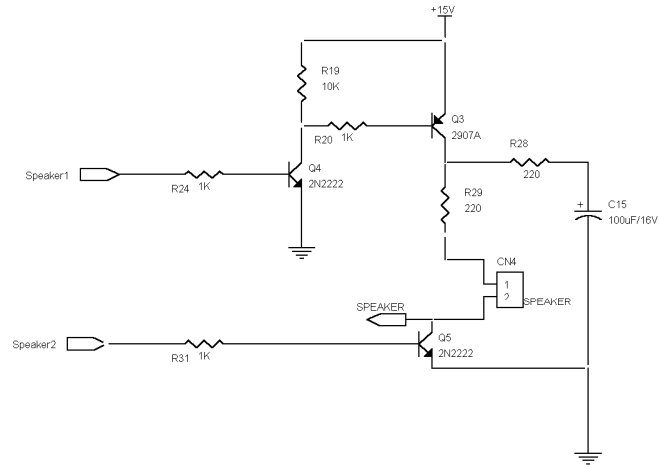 +15V
R19
10K
Q3
2907A
R20
1K
R28
220
Speaker1
R24
1K
Q4
2N2222
R29
220
+
C15
100uF/16V
CN4
1
2
SPEAKER
SPEAKER
Speaker2
R31
1K
Q5
2N2222